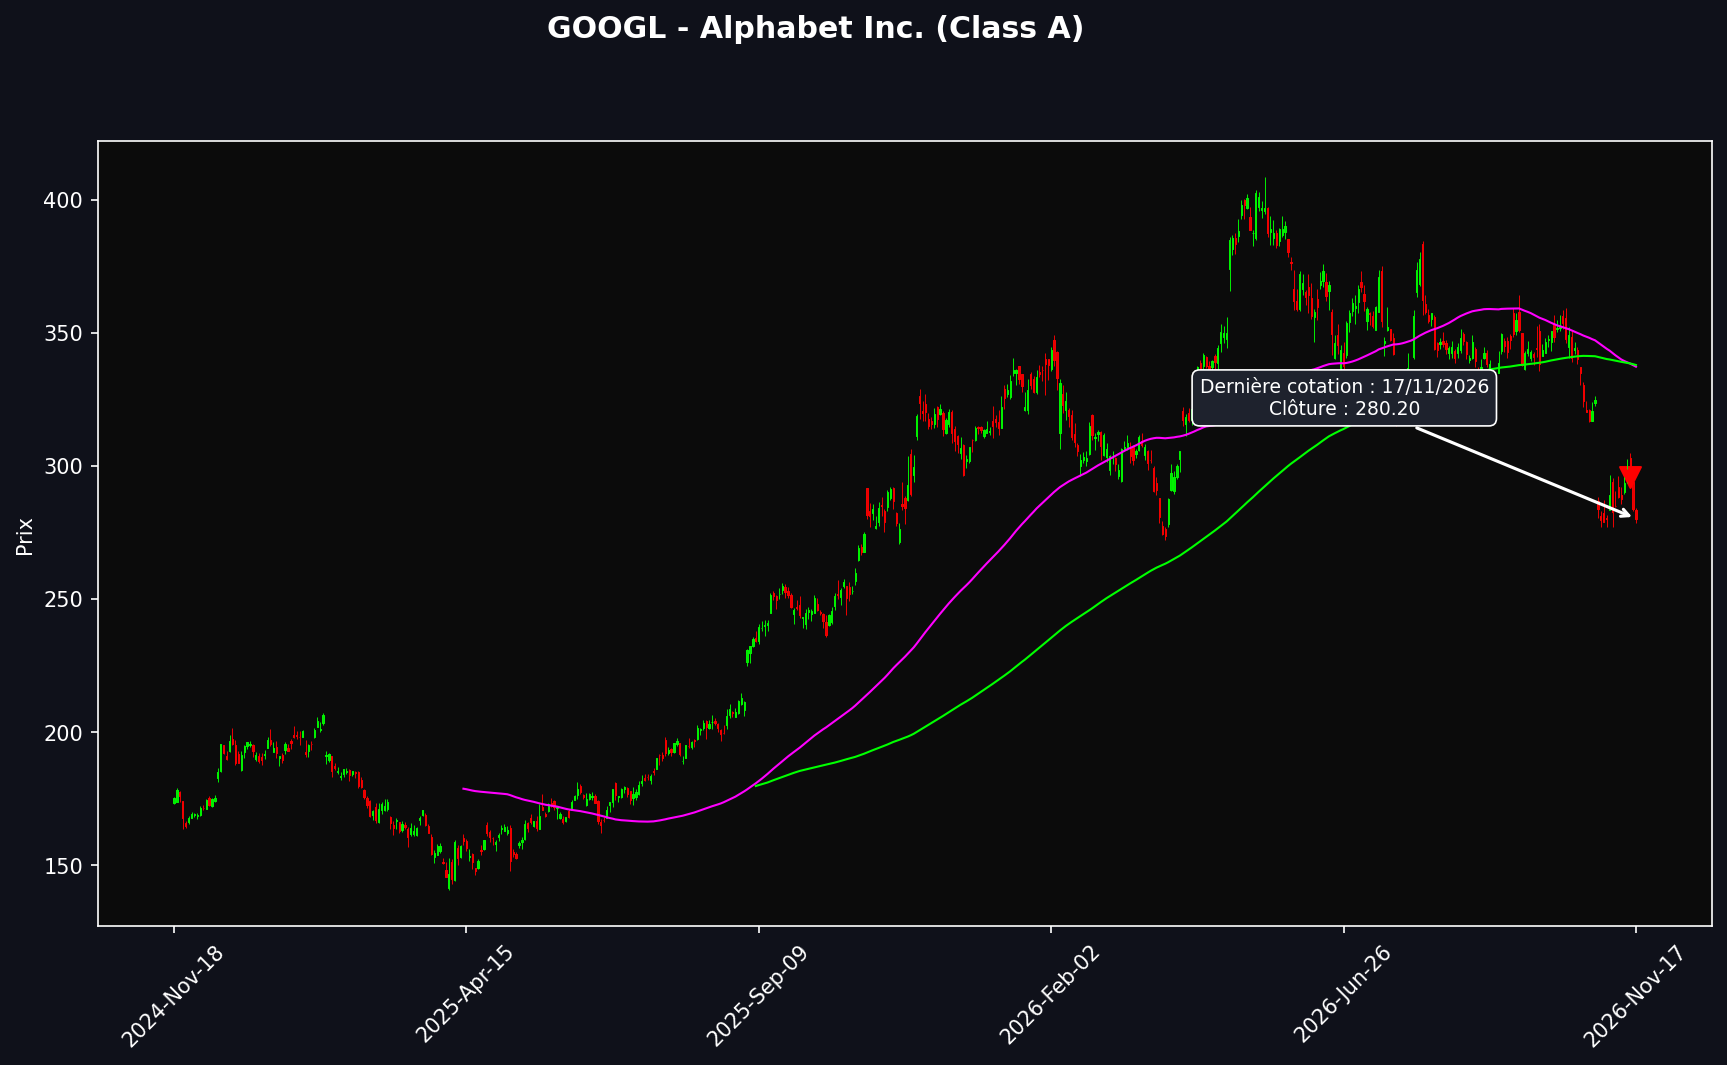 GOOGL - Alphabet Inc. (Class A)
Prix
400
350
300
250
200
150
Dernière cotation : 17/11/2026
Clôture : 280.20
2024-Nov-18
2025-Apr-15
2025-Sep-09
2026-Feb-02
2026-Jun-26
2026-Nov-17